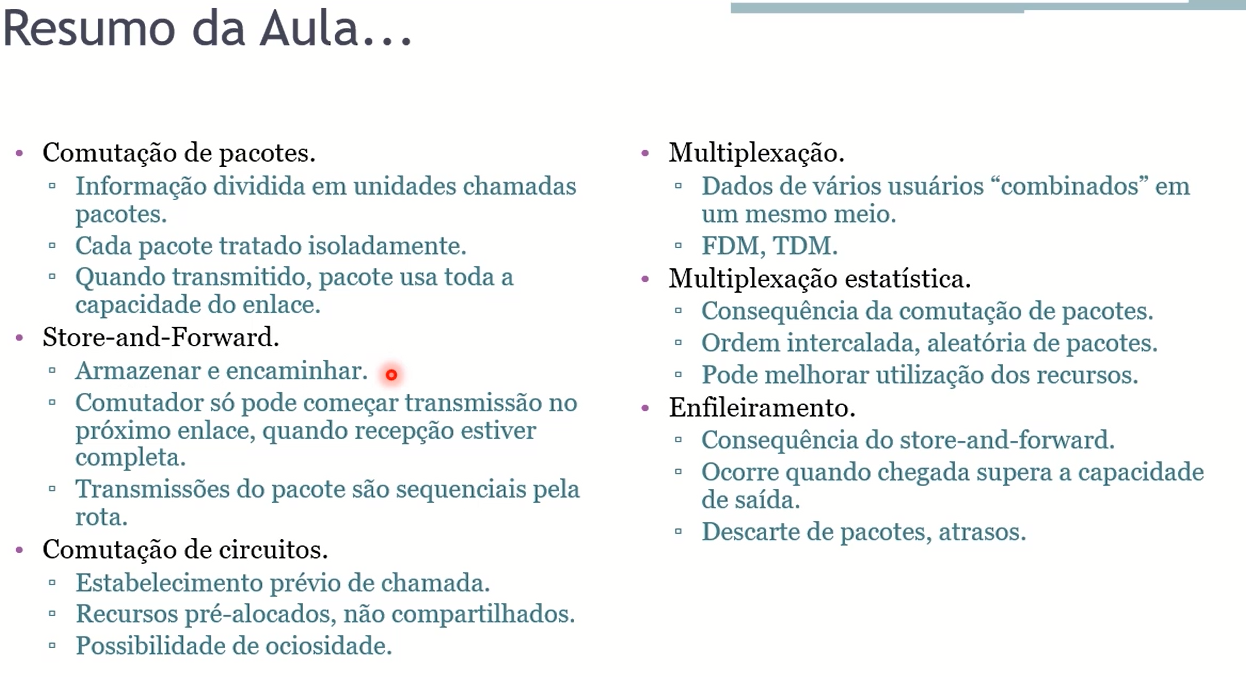 Resumo da Aula...
• Comutação de pacotes.
▫ Informação dividida em unidades chamadas
pacotes.
▫ Cada pacote tratado isoladamente.
▫ Quando transmitido, pacote usa toda a
capacidade do enlace.
• Store-and-Forward.
▫ Armazenar e encaminhar.
▫ Comutador só pode começar transmissão no
próximo enlace, quando recepção estiver
completa.
▫ Transmissões do pacote são sequenciais pela
rota.
• Comutação de circuitos.
▫ Estabelecimento prévio de chamada.
▫ Recursos pré-alocados, não compartilhados.
▫ Possibilidade de ociosidade.
• Multiplexação.
▫ Dados de vários usuários “combinados” em
um mesmo meio.
▫ FDM, TDM.
• Multiplexação estatística.
▫ Consequência da comutação de pacotes.
▫ Ordem intercalada, aleatória de pacotes.
▫ Pode melhorar utilização dos recursos.
• Enfileiramento.
▫ Consequência do store-and-forward.
▫ Ocorre quando chegada supera a capacidade
de saída.
▫ Descarte de pacotes, atrasos.